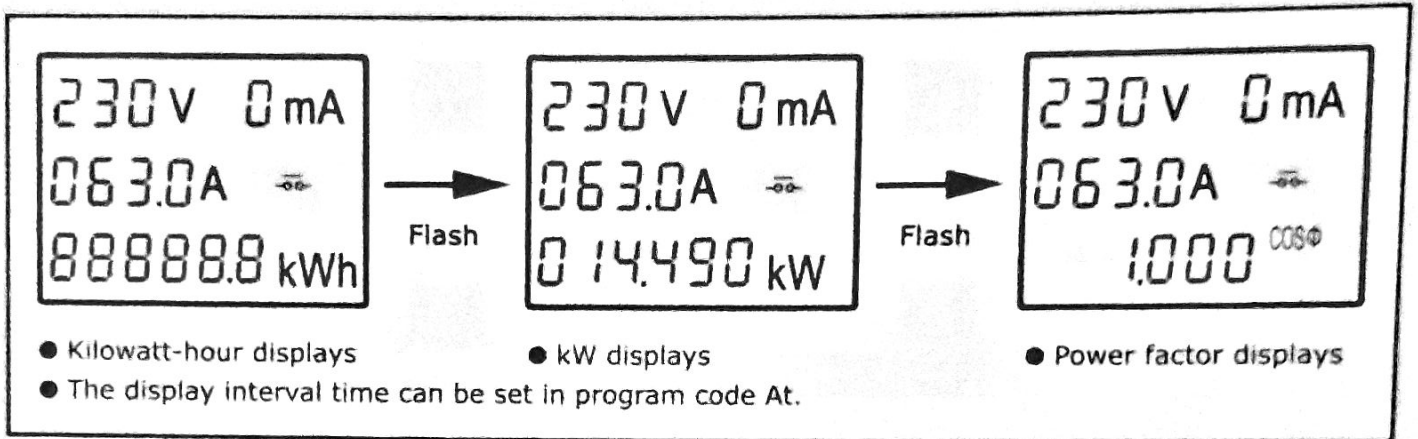 230V 0mA
063.0A
88888.8 kWh
Flash
230V 0mA
063.0A
014.490 kW
Flash
230V 0mA
063.0A
1.000 COSΦ
● Kilowatt-hour displays
● kW displays
● Power factor displays
● The display interval time can be set in program code At.